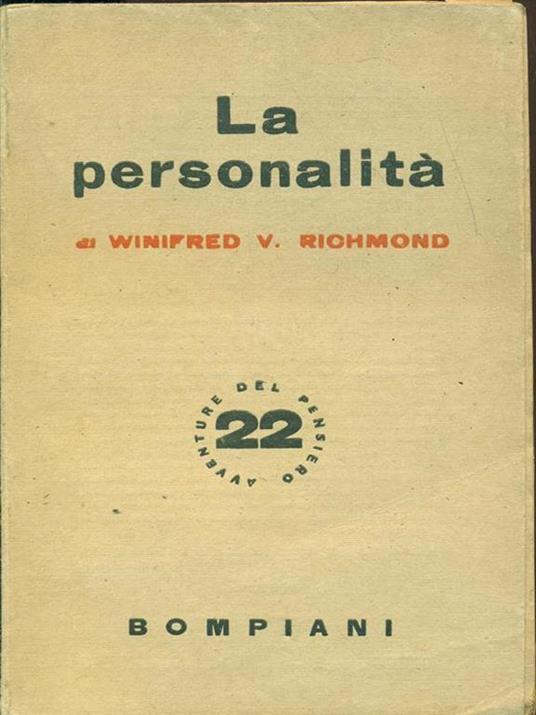 La
personalità
di WINIFRED V. RICHMOND
AVVENTURE DEL PENSIERO
22
BOMPIANI